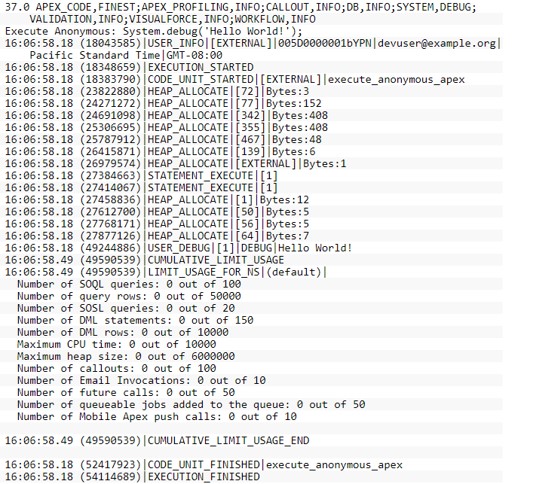 37.0 APEX_CODE,FINEST;APEX_PROFILING,INFO;CALLOUT,INFO;DB,INFO;SYSTEM,DEBUG;
VALIDATION,INFO;VISUALFORCE,INFO;WORKFLOW,INFO
Execute Anonymous: System.debug('Hello World!');
16:06:58.18 (18043585)|USER_INFO|[EXTERNAL]|005D0000001bYPN|devuser@example.org|
Pacific Standard Time|GMT-08:00
16:06:58.18 (18348659)|EXECUTION_STARTED
16:06:58.18 (18383790)|CODE_UNIT_STARTED|[EXTERNAL]|execute_anonymous_apex
16:06:58.18 (23822880)|HEAP_ALLOCATE|[72]|Bytes:3
16:06:58.18 (24271272)|HEAP_ALLOCATE|[77]|Bytes:152
16:06:58.18 (24691098)|HEAP_ALLOCATE|[342]|Bytes:408
16:06:58.18 (25306695)|HEAP_ALLOCATE|[355]|Bytes:408
16:06:58.18 (25787912)|HEAP_ALLOCATE|[467]|Bytes:48
16:06:58.18 (26415871)|HEAP_ALLOCATE|[139]|Bytes:6
16:06:58.18 (26979574)|HEAP_ALLOCATE|[EXTERNAL]|Bytes:1
16:06:58.18 (27384663)|STATEMENT_EXECUTE|[1]
16:06:58.18 (27414067)|STATEMENT_EXECUTE|[1]
16:06:58.18 (27458836)|HEAP_ALLOCATE|[1]|Bytes:12
16:06:58.18 (27612700)|HEAP_ALLOCATE|[50]|Bytes:5
16:06:58.18 (27768171)|HEAP_ALLOCATE|[56]|Bytes:5
16:06:58.18 (27877126)|HEAP_ALLOCATE|[64]|Bytes:7
16:06:58.18 (49244886)|USER_DEBUG|[1]|DEBUG|Hello World!
16:06:58.49 (49590539)|CUMULATIVE_LIMIT_USAGE
16:06:58.49 (49590539)|LIMIT_USAGE_FOR_NS|(default)|
Number of SOQL queries: 0 out of 100
Number of query rows: 0 out of 50000
Number of SOSL queries: 0 out of 20
Number of DML statements: 0 out of 150
Number of DML rows: 0 out of 10000
Maximum CPU time: 0 out of 10000
Maximum heap size: 0 out of 6000000
Number of callouts: 0 out of 100
Number of Email Invocations: 0 out of 10
Number of future calls: 0 out of 50
Number of queueable jobs added to the queue: 0 out of 50
Number of Mobile Apex push calls: 0 out of 10
16:06:58.49 (49590539)|CUMULATIVE_LIMIT_USAGE_END
16:06:58.18 (52417923)|CODE_UNIT_FINISHED|execute_anonymous_apex
16:06:58.18 (54114689)|EXECUTION_FINISHED